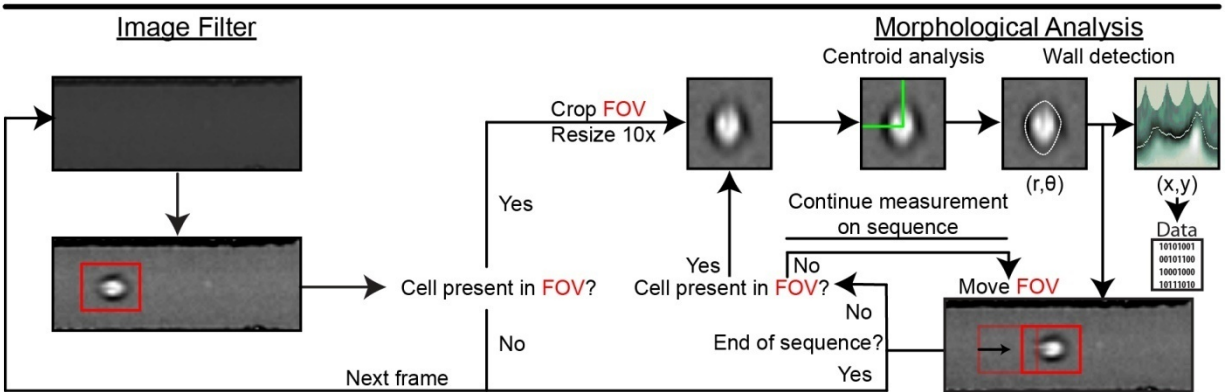 Image Filter
Morphological Analysis
Centroid analysis
Wall detection
Crop FOV
Resize 10x
(r,θ)
(x,y)
Yes
Continue measurement
on sequence
Data
10101001
00101100
10001000
10111010
Cell present in FOV?
Yes
No
Cell present in FOV?
Move FOV
No
No
End of sequence?
Yes
Next frame